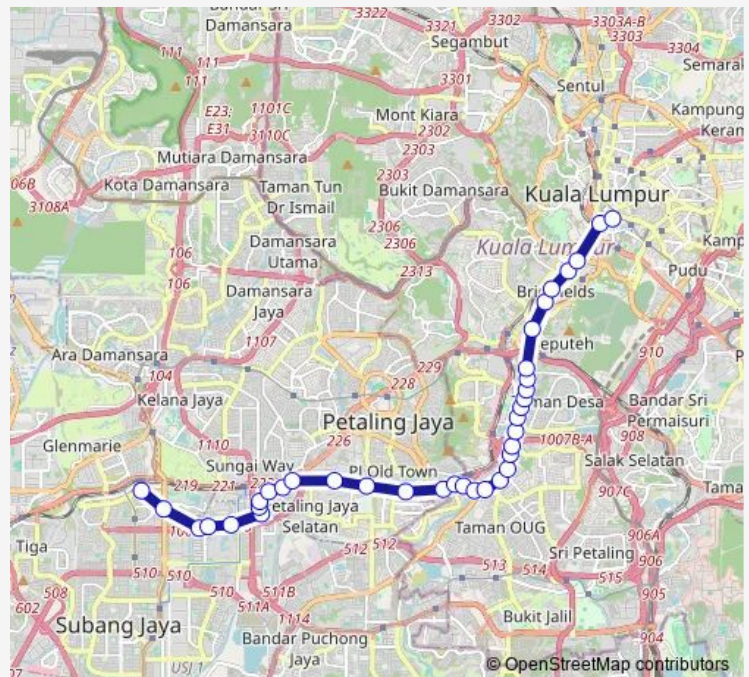 Bandar Sri
Damansara
3322
3321
3302
3303A-B
3303
3304
Segambut
Semarak
111
111
111
3301
Sentul
E23;
E31
1101C
3110C
Mont Kiara
2302
2303
Kampung
Mutiara Damansara
2303
Kota Damansara
Taman Tun
Dr Ismail
Bukit Damansara
Kuala Lumpur
3108A
2306
2306
Damansara
Utama
Kuala Lumpur
106
106
2313
Pudu
Damansara
Jaya
Ara Damansara
1107
910
104
229
228
Kelana Jaya
Petaling Jaya
Bandar Sri
Permaisuri
Glenmarie
1110
226
1007B-A
908
Sungai Way
PJ Old Town
Salak Selatan
219
221
907C
Petaling Jaya
Selatan
Taman OUG
906A
Tiga
512
512
Sri Petaling
906
510
510
513
514
515
508
511B
905
602
511A
1114
Bukit Jalil
Subang Jaya
904
Bandar Puchong
Jaya
USJ 1
© OpenStreetMap contributors